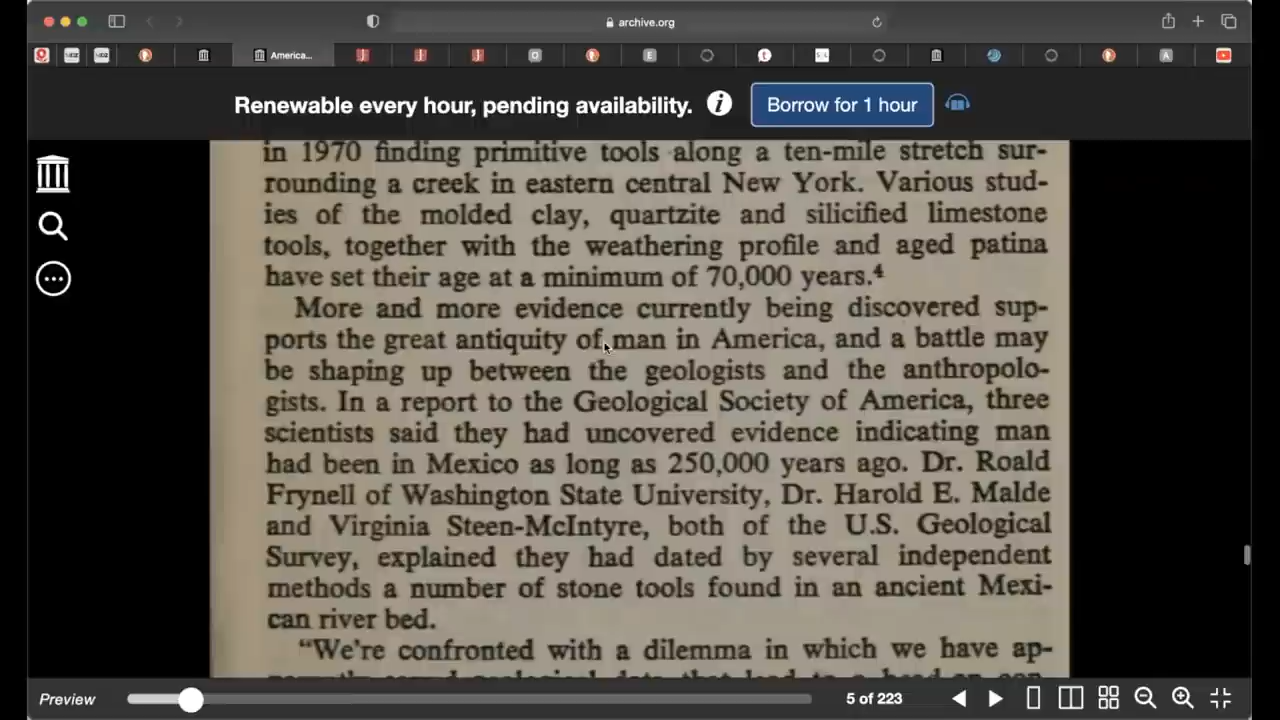 archive.org
America...
Renewable every hour, pending availability.
Borrow for 1 hour
in 1970 finding primitive tools along a ten-mile stretch sur-
rounding a creek in eastern central New York. Various stud-
ies of the molded clay, quartzite and silicified limestone
tools, together with the weathering profile and aged patina
have set their age at a minimum of 70,000 years.⁴
More and more evidence currently being discovered sup-
ports the great antiquity of man in America, and a battle may
be shaping up between the geologists and the anthropolo-
gists. In a report to the Geological Society of America, three
scientists said they had uncovered evidence indicating man
had been in Mexico as long as 250,000 years ago. Dr. Roald
Frynell of Washington State University, Dr. Harold E. Malde
and Virginia Steen-McIntyre, both of the U.S. Geological
Survey, explained they had dated by several independent
methods a number of stone tools found in an ancient Mexi-
can river bed.
"We're confronted with a dilemma in which we have ap-
Preview
5 of 223